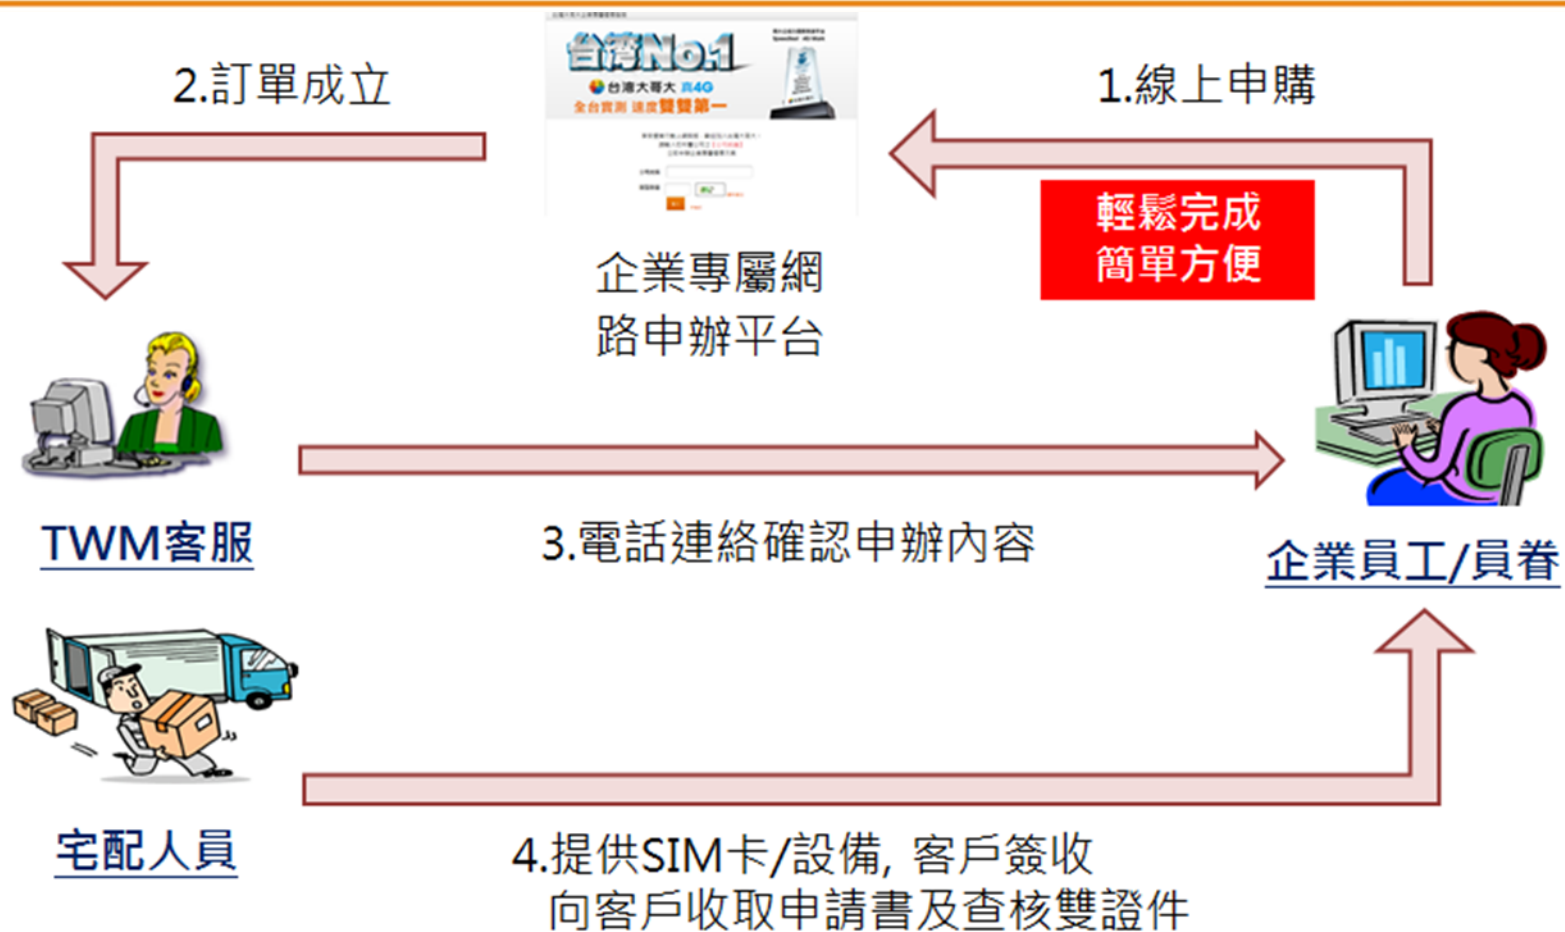 2.訂單成立
台灣No.1
台灣大哥大 真4G
全台實測 速度雙雙第一
1.線上申購
輕鬆完成
簡單方便
企業專屬網
路申辦平台
TWM客服
3.電話連絡確認申辦內容
企業員工/員眷
宅配人員
4.提供SIM卡/設備, 客戶簽收
向客戶收取申請書及查核雙證件